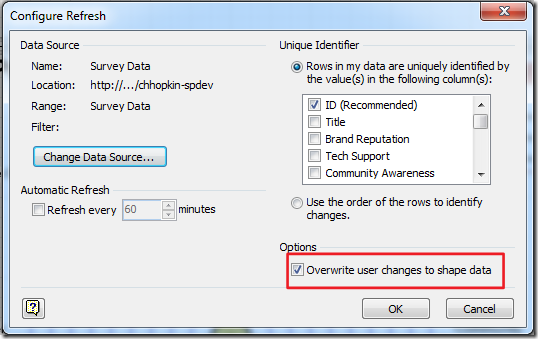 Configure Refresh
Data Source
Name: Survey Data
Location: http://.../chhopkin-spdev
Range: Survey Data
Filter:
Change Data Source...
Automatic Refresh
Refresh every 60 minutes
Unique Identifier
Rows in my data are uniquely identified by
the value(s) in the following column(s):
ID (Recommended)
Title
Brand Reputation
Tech Support
Community Awareness
Use the order of the rows to identify
changes.
Options
Overwrite user changes to shape data
?
OK Cancel